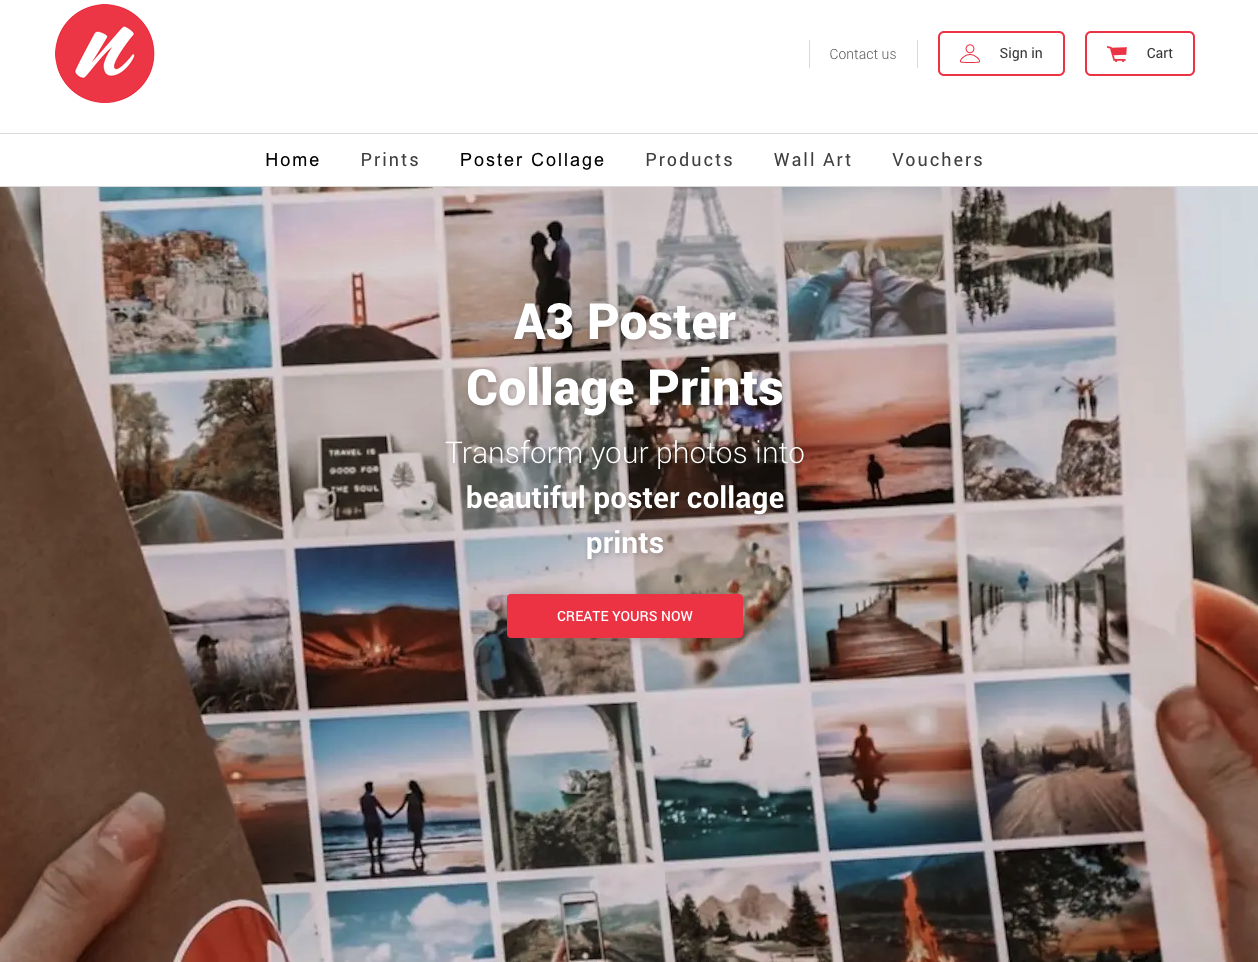 n
Contact us
Sign in
Cart
Home
Prints
Poster Collage
Products
Wall Art
Vouchers
A3 Poster
Collage Prints
Transform your photos into
beautiful poster collage
prints
TRAVEL IS
GOOD FOR
THE SOUL
CREATE YOURS NOW